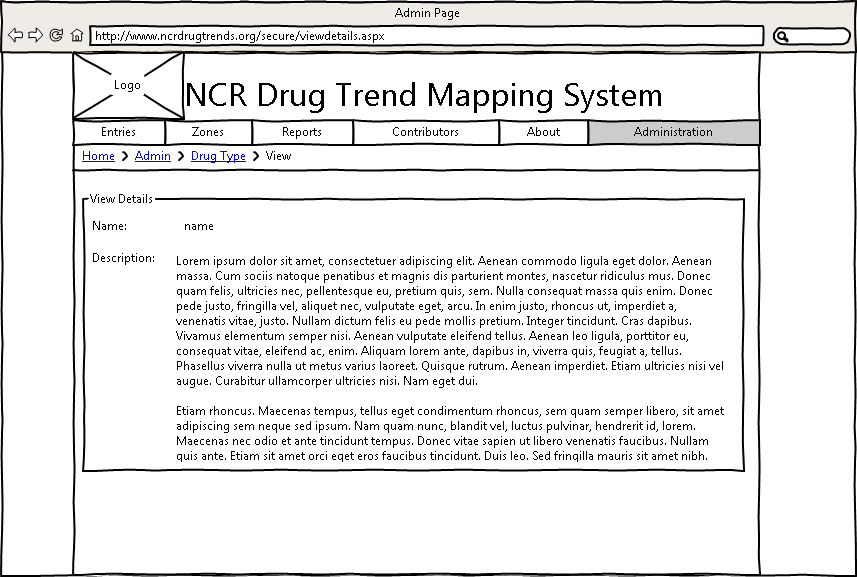 Admin Page
http://www.ncrdrugtrends.org/secure/viewdetails.aspx
Logo
NCR Drug Trend Mapping System
Entries Zones Reports Contributors About Administration
Home > Admin > Drug Type > View
View Details
Name: name
Description:
Lorem ipsum dolor sit amet, consectetuer adipiscing elit. Aenean commodo ligula eget dolor. Aenean
massa. Cum sociis natoque penatibus et magnis dis parturient montes, nascetur ridiculus mus. Donec
quam felis, ultricies nec, pellentesque eu, pretium quis, sem. Nulla consequat massa quis enim. Donec
pede justo, fringilla vel, aliquet nec, vulputate eget, arcu. In enim justo, rhoncus ut, imperdiet a,
venenatis vitae, justo. Nullam dictum felis eu pede mollis pretium. Integer tincidunt. Cras dapibus.
Vivamus elementum semper nisi. Aenean vulputate eleifend tellus. Aenean leo ligula, porttitor eu,
consequat vitae, eleifend ac, enim. Aliquam lorem ante, dapibus in, viverra quis, feugiat a, tellus.
Phasellus viverra nulla ut metus varius laoreet. Quisque rutrum. Aenean imperdiet. Etiam ultricies nisi vel
augue. Curabitur ullamcorper ultricies nisi. Nam eget dui.
Etiam rhoncus. Maecenas tempus, tellus eget condimentum rhoncus, sem quam semper libero, sit amet
adipiscing sem neque sed ipsum. Nam quam nunc, blandit vel, luctus pulvinar, hendrerit id, lorem.
Maecenas nec odio et ante tincidunt tempus. Donec vitae sapien ut libero venenatis faucibus. Nullam
quis ante. Etiam sit amet orci eget eros faucibus tincidunt. Duis leo. Sed fringilla mauris sit amet nibh.